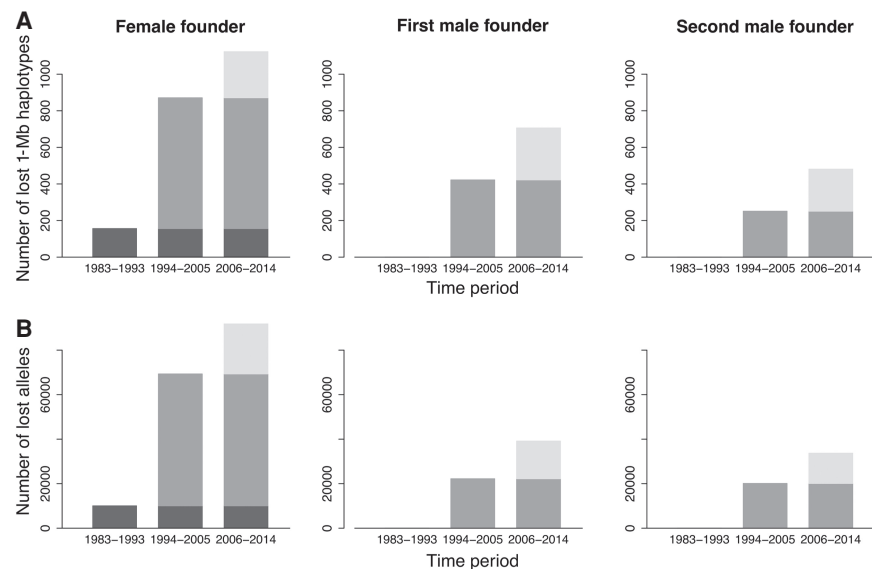 A
Female founder
First male founder
Second male founder
Number of lost 1-Mb haplotypes
0 200 400 600 800 1000
0 200 400 600 800 1000
0 200 400 600 800 1000
1983–1993 1994–2005 2006–2014
1983–1993 1994–2005 2006–2014
1983–1993 1994–2005 2006–2014
Time period
B
Number of lost alleles
0 20000 60000
0 20000 60000
0 20000 60000
1983–1993 1994–2005 2006–2014
1983–1993 1994–2005 2006–2014
1983–1993 1994–2005 2006–2014
Time period